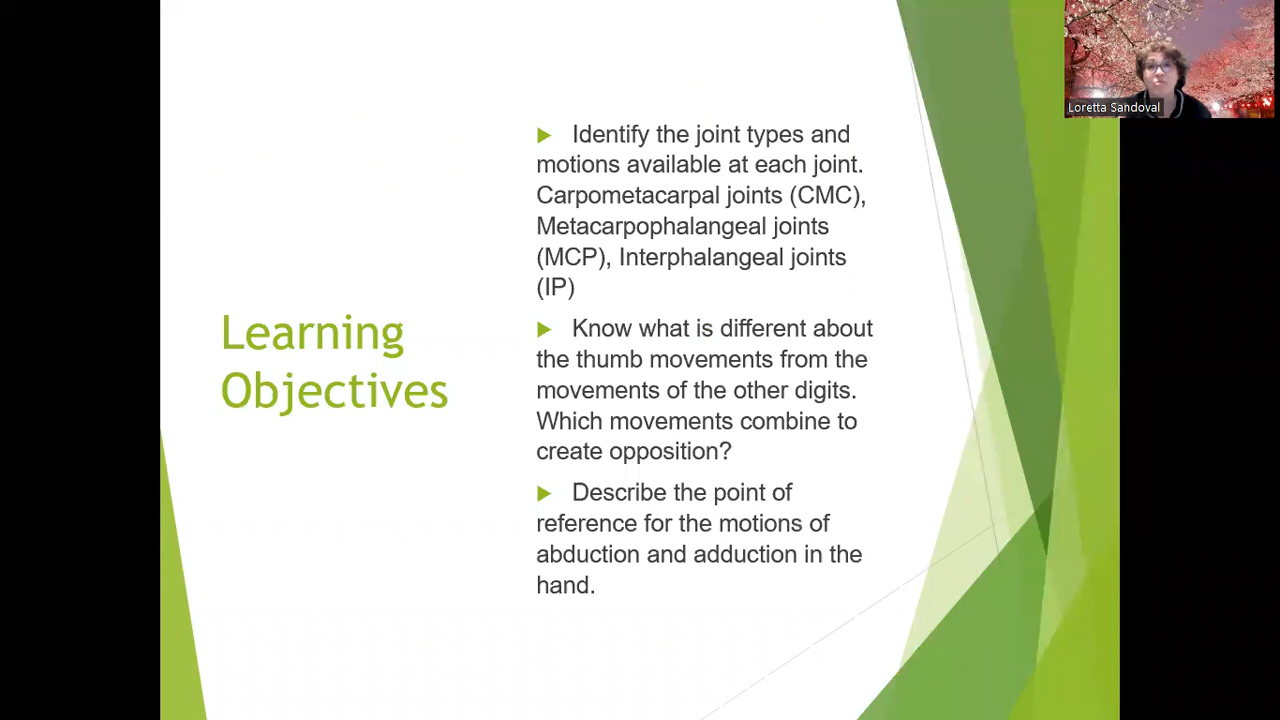 Learning
Objectives
▶ Identify the joint types and
motions available at each joint.
Carpometacarpal joints (CMC),
Metacarpophalangeal joints
(MCP), Interphalangeal joints
(IP)
▶ Know what is different about
the thumb movements from the
movements of the other digits.
Which movements combine to
create opposition?
▶ Describe the point of
reference for the motions of
abduction and adduction in the
hand.
Loretta Sandoval